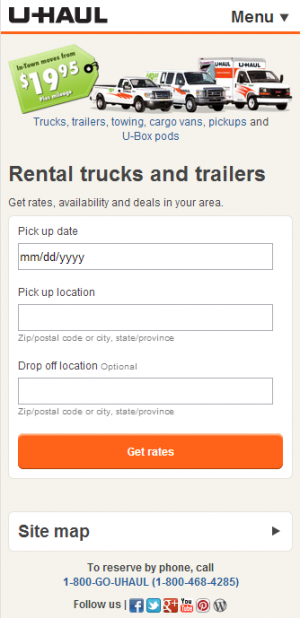 U-HAUL
Menu ▼
In-Town moves from
$19.95
Plus mileage
U-HAUL
Trucks, trailers, towing, cargo vans, pickups and
U-Box pods
Rental trucks and trailers
Get rates, availability and deals in your area.
Pick up date
mm/dd/yyyy
Pick up location
Zip/postal code or city, state/province
Drop off location Optional
Zip/postal code or city, state/province
Get rates
Site map
To reserve by phone, call
1-800-GO-UHAUL (1-800-468-4285)
Follow us |